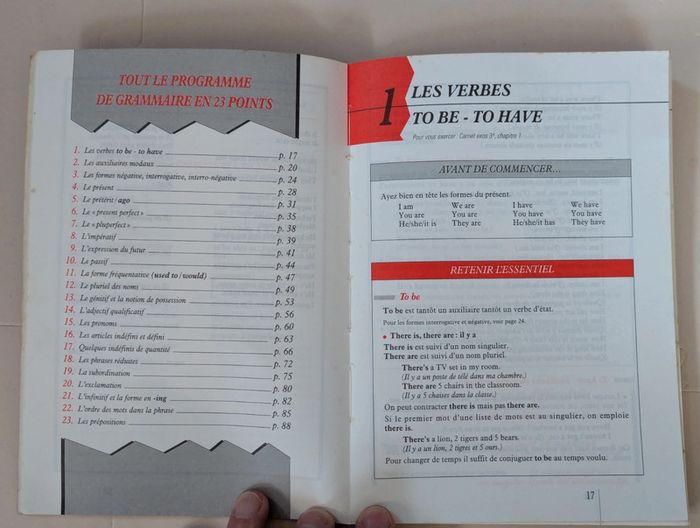 TOUT LE PROGRAMME
DE GRAMMAIRE EN 23 POINTS
1. Les verbes to be - to have p. 17
2. Les auxiliaires modaux p. 20
3. Les formes négative, interrogative, interro-négative p. 24
4. Le présent p. 28
5. Le prétérit / ago p. 31
6. Le « present perfect » p. 35
7. Le « pluperfect » p. 38
8. L'impératif p. 39
9. L'expression du futur p. 41
10. Le passif p. 44
11. La forme fréquentative (used to / would) p. 47
12. Le pluriel des noms p. 49
13. Le génitif et la notion de possession p. 53
14. L'adjectif qualificatif p. 56
15. Les pronoms p. 60
16. Les articles indéfini et défini p. 63
17. Quelques indéfinis de quantité p. 66
18. Les phrases réduites p. 72
19. La subordination p. 75
20. L'exclamation p. 80
21. L'infinitif et la forme en -ing p. 82
22. L'ordre des mots dans la phrase p. 85
23. Les prépositions p. 88
1
LES VERBES
TO BE - TO HAVE
Pour vous exercer : Carnet exos 3e, chapitre 1
AVANT DE COMMENCER...
Ayez bien en tête les formes du présent.
I am We are I have We have
You are You are You have You have
He/she/it is They are He/she/it has They have
RETENIR L'ESSENTIEL
To be
To be est tantôt un auxiliaire tantôt un verbe d'état.
Pour les formes interrogative et négative, voir page 24.
• There is, there are : il y a
There is est suivi d'un nom singulier.
There are est suivi d'un nom pluriel.
There's a TV set in my room.
(Il y a un poste de télé dans ma chambre.)
There are 5 chairs in the classroom.
(Il y a 5 chaises dans la classe.)
On peut contracter there is mais pas there are.
Si le premier mot d'une liste de mots est au singulier, on emploie
there is.
There's a lion, 2 tigers and 5 bears.
(Il y a un lion, 2 tigres et 5 ours.)
Pour changer de temps il suffit de conjuguer to be au temps voulu.
17